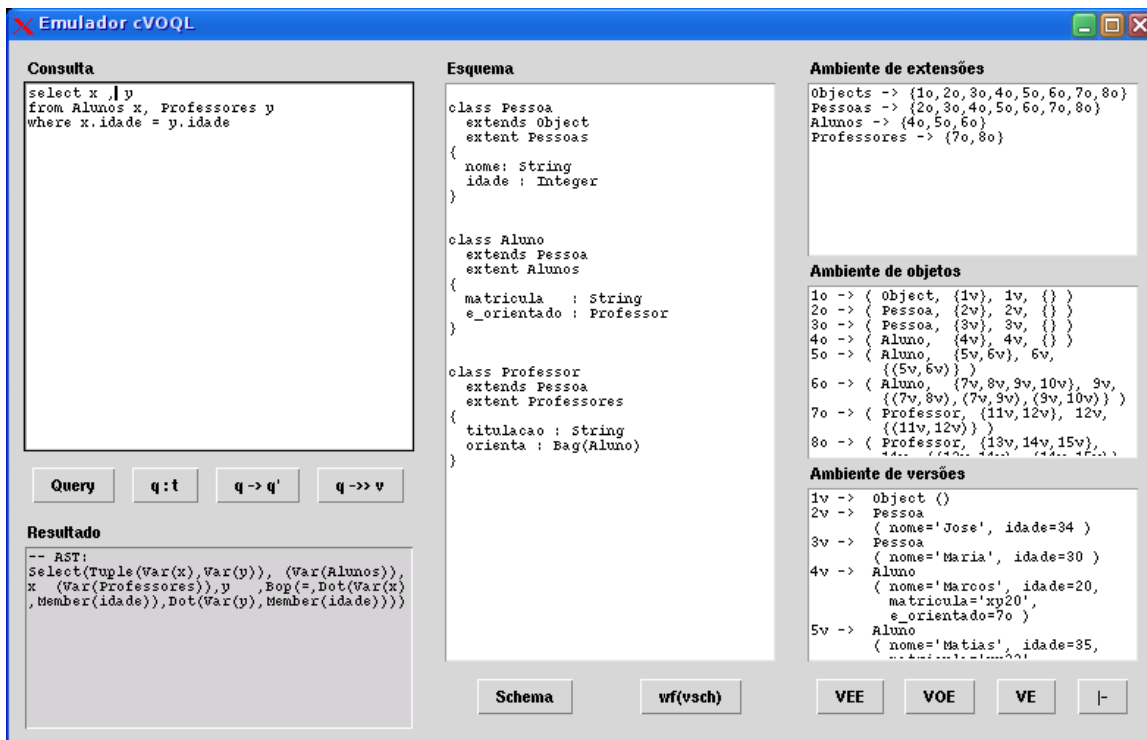 Emulador cVOQL
Consulta
select x , y
from Alunos x, Professores y
where x.idade = y.idade
Query
q : t
q -> q'
q ->> v
Resultado
-- AST:
Select(Tuple(Var(x),Var(y)), (Var(Alunos)),
x (Var(Professores)),y ,Bop(=,Dot(Var(x)
,Member(idade)),Dot(Var(y),Member(idade))))
Esquema
class Pessoa
extends Object
extent Pessoas
{
nome: String
idade : Integer
}
class Aluno
extends Pessoa
extent Alunos
{
matricula : String
e_orientado : Professor
}
class Professor
extends Pessoa
extent Professores
{
titulacao : String
orienta : Bag(Aluno)
}
Schema
wf(vsch)
Ambiente de extensões
Objects -> {1o,2o,3o,4o,5o,6o,7o,8o}
Pessoas -> {2o,3o,4o,5o,6o,7o,8o}
Alunos -> {4o,5o,6o}
Professores -> {7o,8o}
Ambiente de objetos
1o -> ( Object, {1v}, 1v, {} )
2o -> ( Pessoa, {2v}, 2v, {} )
3o -> ( Pessoa, {3v}, 3v, {} )
4o -> ( Aluno, {4v}, 4v, {} )
5o -> ( Aluno, {5v,6v}, 6v,
{(5v,6v)} )
6o -> ( Aluno, {7v,8v,9v,10v}, 9v,
{(7v,8v),(7v,9v),(9v,10v)} )
7o -> ( Professor, {11v,12v}, 12v,
{(11v,12v)} )
8o -> ( Professor, {13v,14v,15v},
Ambiente de versões
1v -> Object ()
2v -> Pessoa
( nome='Jose', idade=34 )
3v -> Pessoa
( nome='Maria', idade=30 )
4v -> Aluno
( nome='Marcos', idade=20,
matricula='xy20',
e_orientado=7o )
5v -> Aluno
( nome='Matias', idade=35,
VEE
VOE
VE
|-